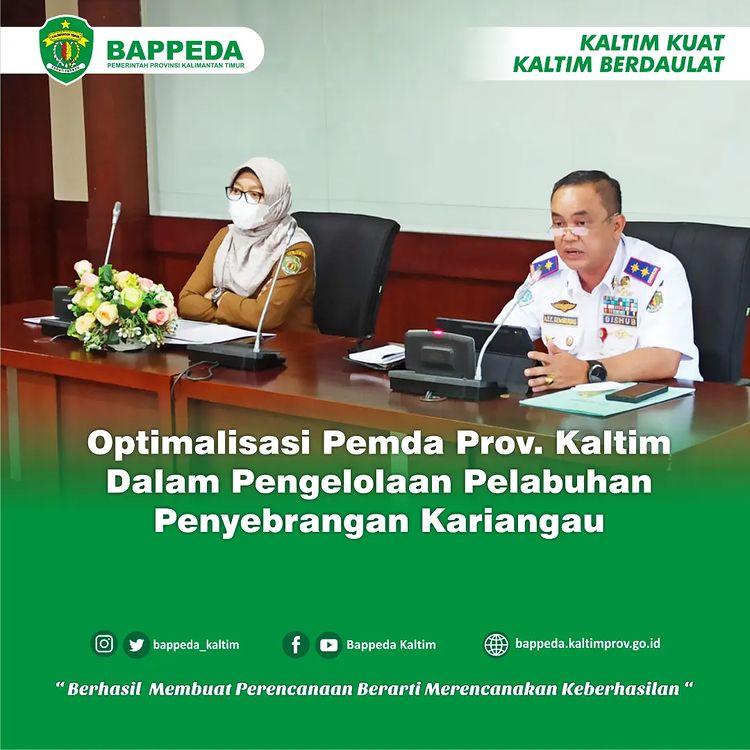 BAPPEDA
PEMERINTAH PROVINSI KALIMANTAN TIMUR
KALTIM KUAT
KALTIM BERDAULAT
DISHUB
Optimalisasi Pemda Prov. Kaltim
Dalam Pengelolaan Pelabuhan
Penyebrangan Kariangau
bappeda_kaltim
Bappeda Kaltim
bappeda.kaltimprov.go.id
“ Berhasil Membuat Perencanaan Berarti Merencanakan Keberhasilan “